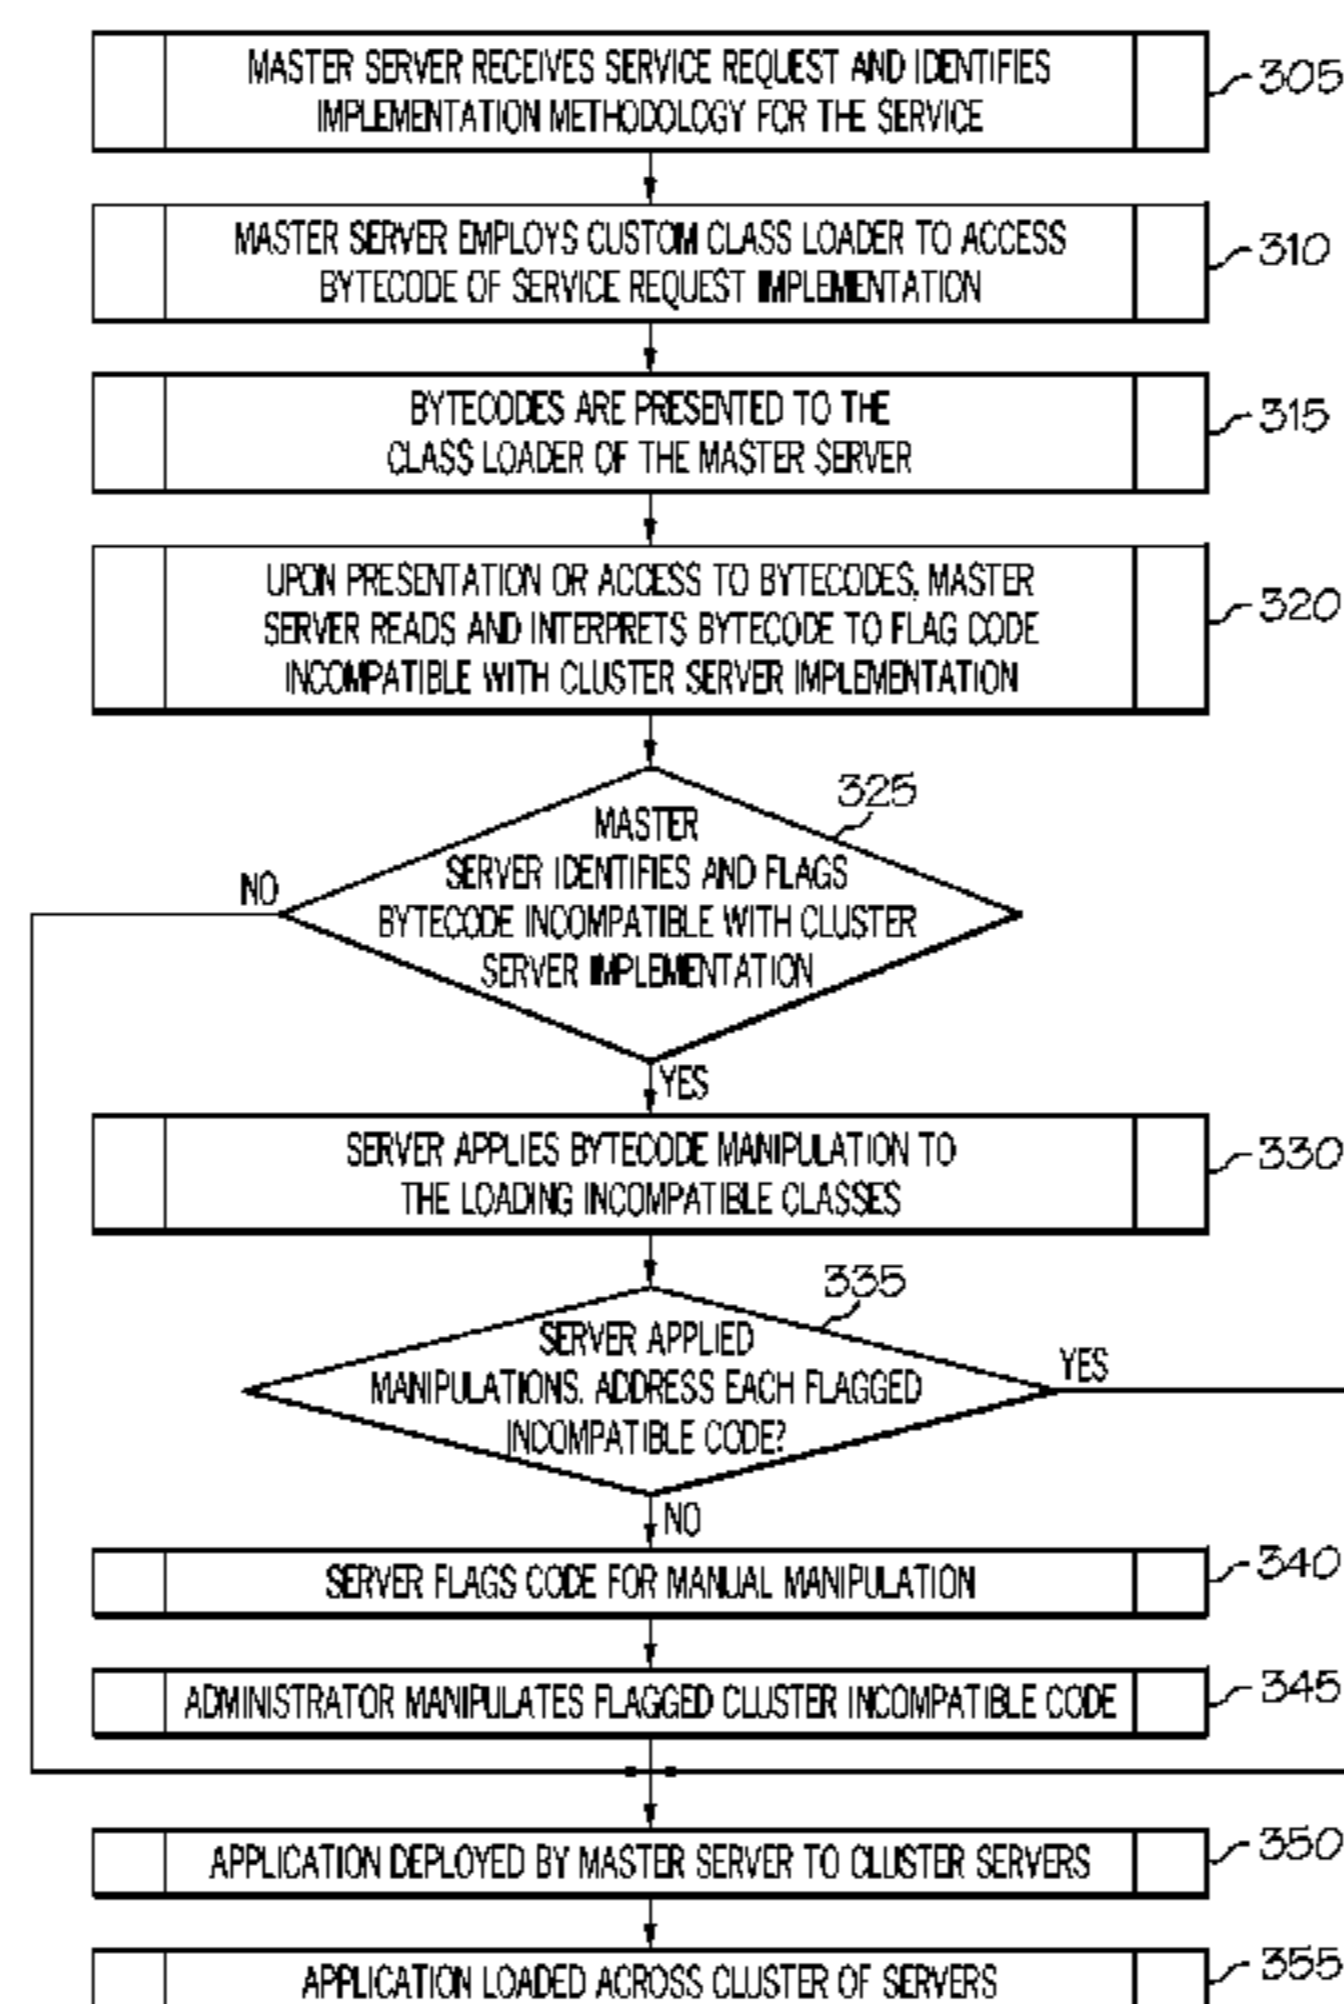 MASTER SERVER RECEIVES SERVICE REQUEST AND IDENTIFIES
IMPLEMENTATION METHODOLOGY FOR THE SERVICE
305
MASTER SERVER EMPLOYS CUSTOM CLASS LOADER TO ACCESS
BYTECODE OF SERVICE REQUEST IMPLEMENTATION
310
BYTECODES ARE PRESENTED TO THE
CLASS LOADER OF THE MASTER SERVER
315
UPON PRESENTATION OR ACCESS TO BYTECODES, MASTER
SERVER READS AND INTERPRETS BYTECODE TO FLAG CODE
INCOMPATIBLE WITH CLUSTER SERVER IMPLEMENTATION
320
325
MASTER
SERVER IDENTIFIES AND FLAGS
BYTECODE INCOMPATIBLE WITH CLUSTER
SERVER IMPLEMENTATION
NO
YES
SERVER APPLIES BYTECODE MANIPULATION TO
THE LOADING INCOMPATIBLE CLASSES
330
335
SERVER APPLIED
MANIPULATIONS. ADDRESS EACH FLAGGED
INCOMPATIBLE CODE?
YES
NO
SERVER FLAGS CODE FOR MANUAL MANIPULATION
340
ADMINISTRATOR MANIPULATES FLAGGED CLUSTER INCOMPATIBLE CODE
345
APPLICATION DEPLOYED BY MASTER SERVER TO CLUSTER SERVERS
350
APPLICATION LOADED ACROSS CLUSTER OF SERVERS
355